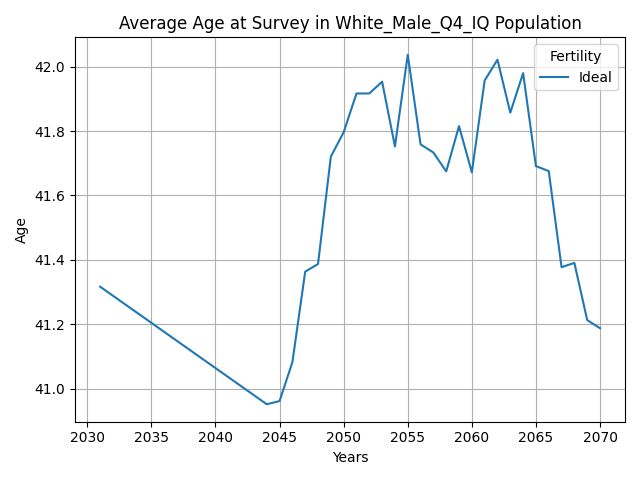 Average Age at Survey in White_Male_Q4_IQ Population
Fertility
Ideal
42.0
41.8
41.6
41.4
41.2
41.0
Age
2030 2035 2040 2045 2050 2055 2060 2065 2070
Years